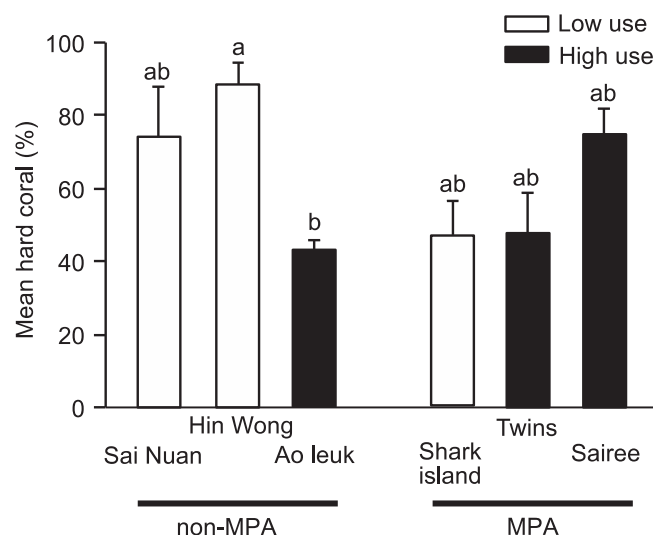 Low use
High use
100
80
60
40
20
0
Mean hard coral (%)
ab
a
b
ab
ab
ab
Hin Wong
Twins
Sai Nuan
Ao leuk
Shark
island
Sairee
non-MPA
MPA